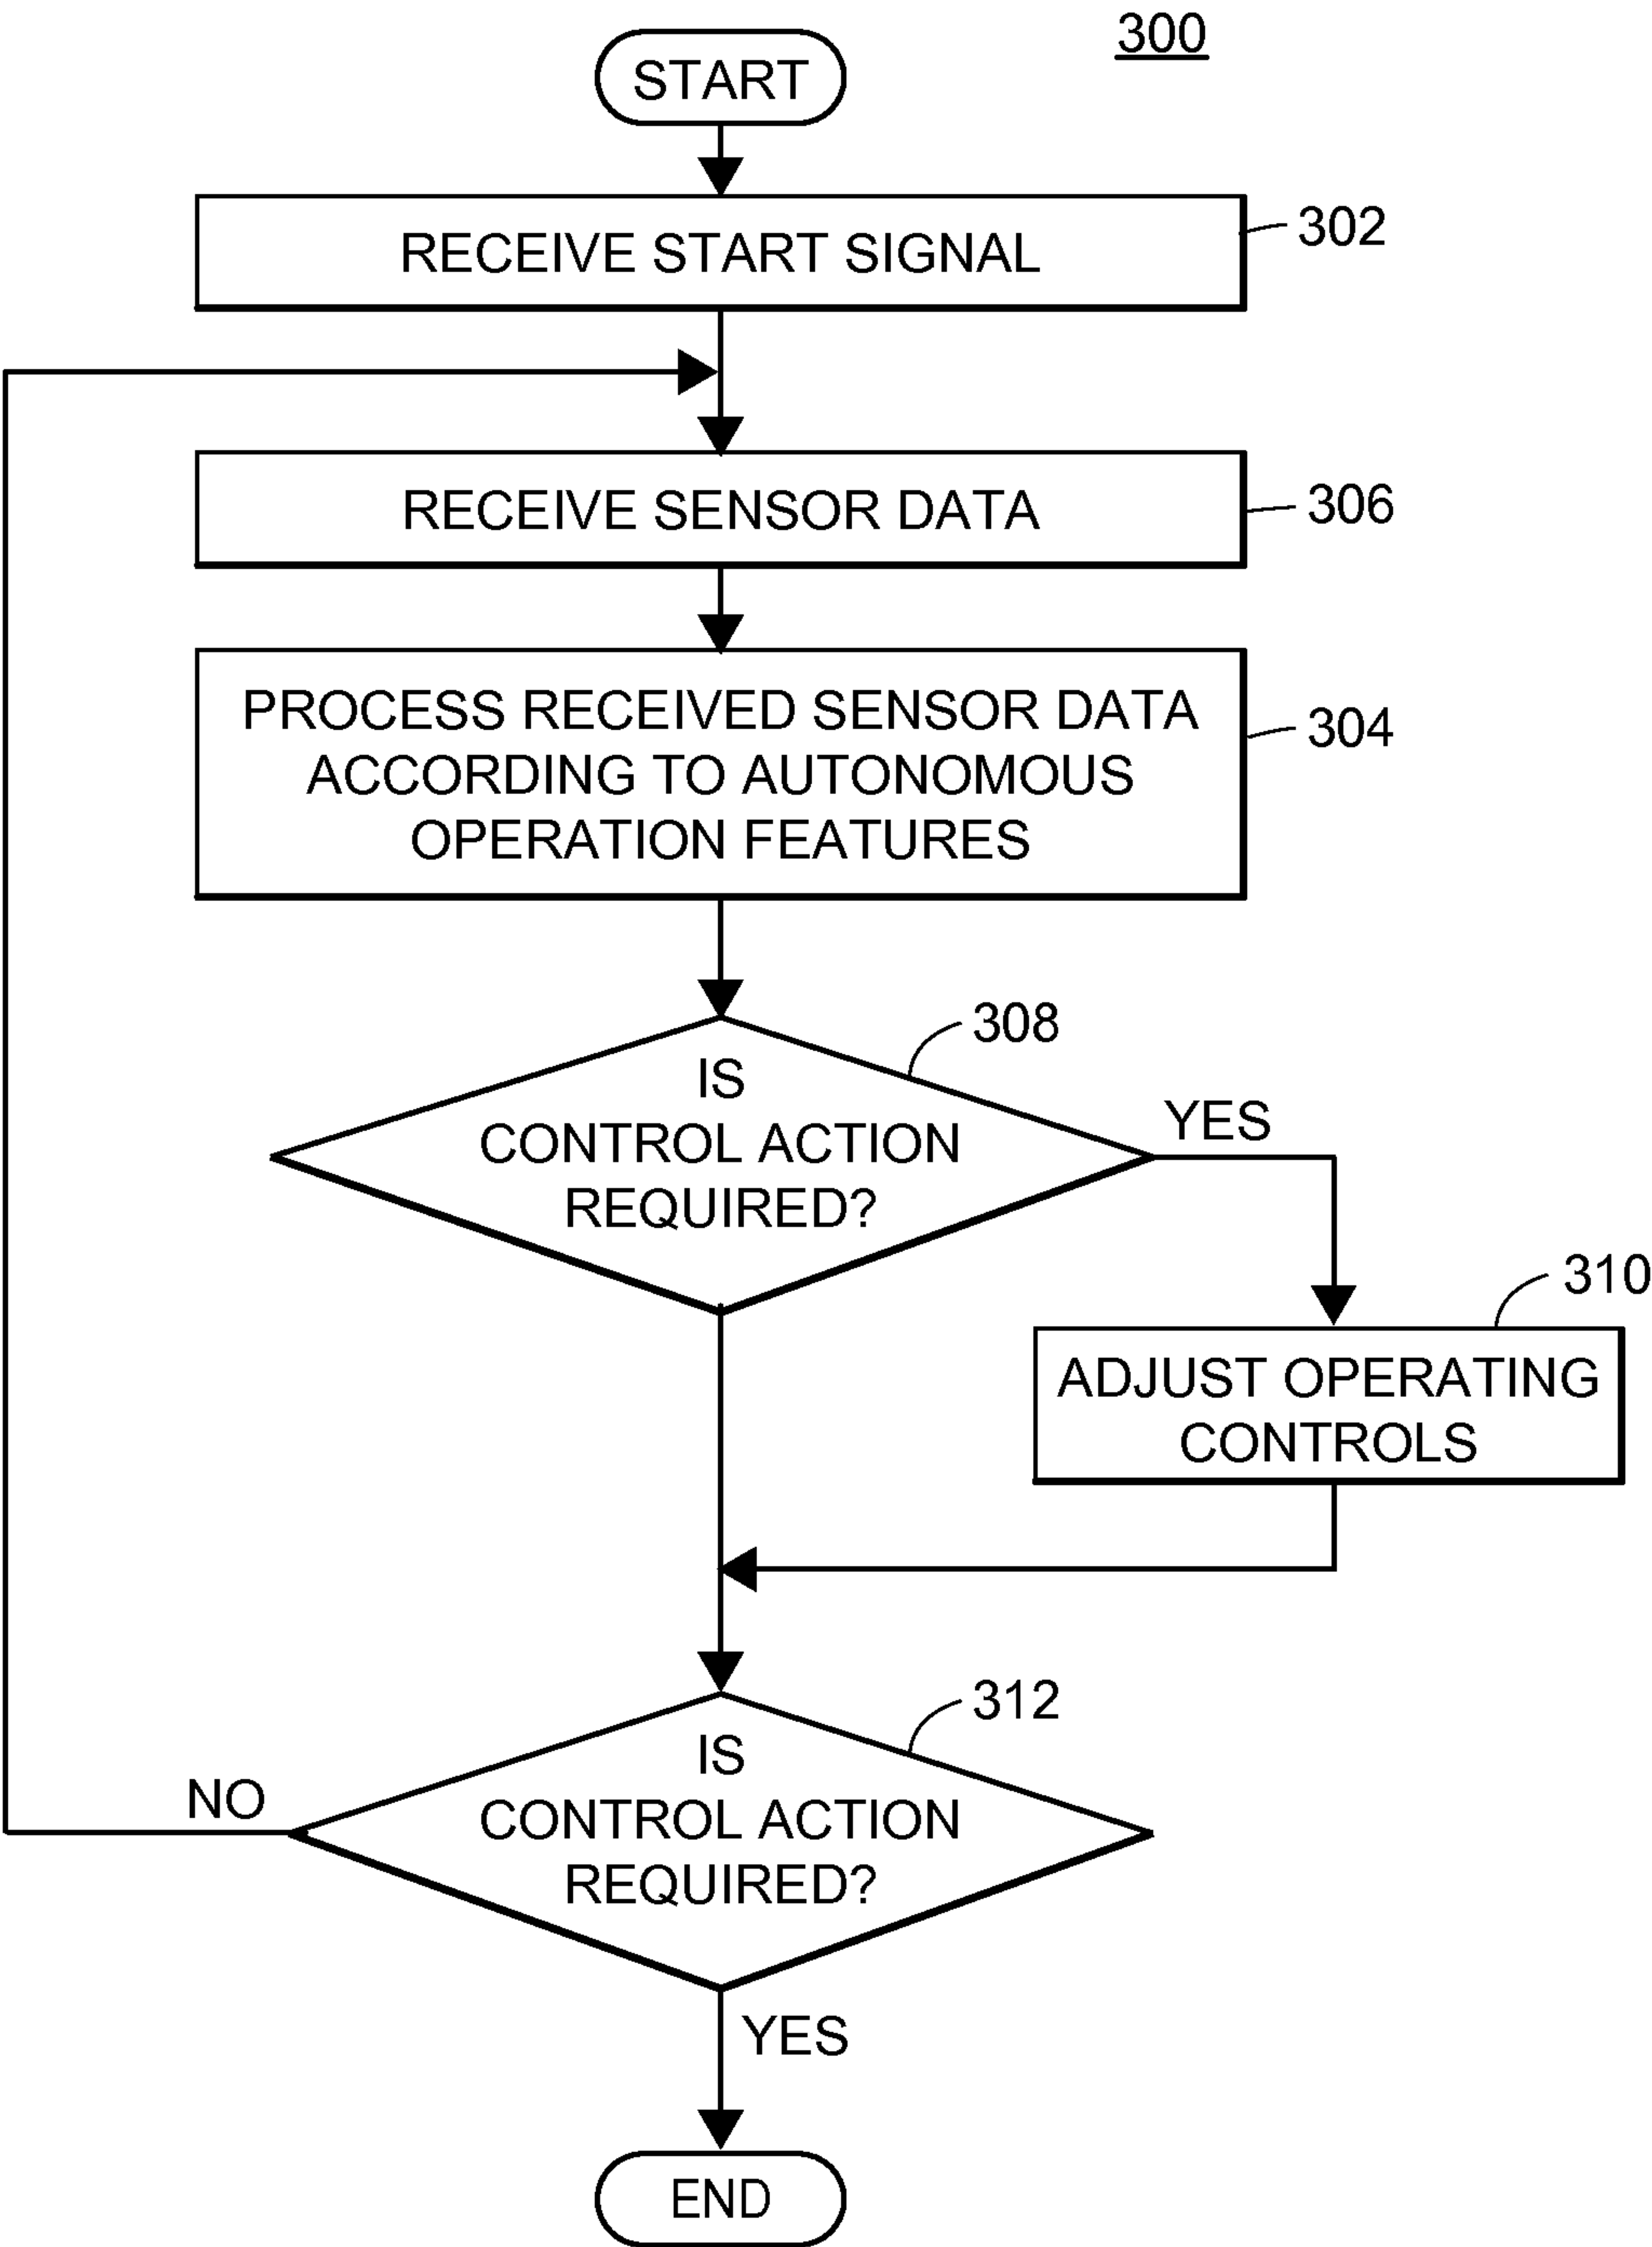 300
START
RECEIVE START SIGNAL
302
RECEIVE SENSOR DATA
306
PROCESS RECEIVED SENSOR DATA
ACCORDING TO AUTONOMOUS
OPERATION FEATURES
304
308
IS
CONTROL ACTION
REQUIRED?
YES
310
ADJUST OPERATING
CONTROLS
312
IS
CONTROL ACTION
REQUIRED?
NO
YES
END